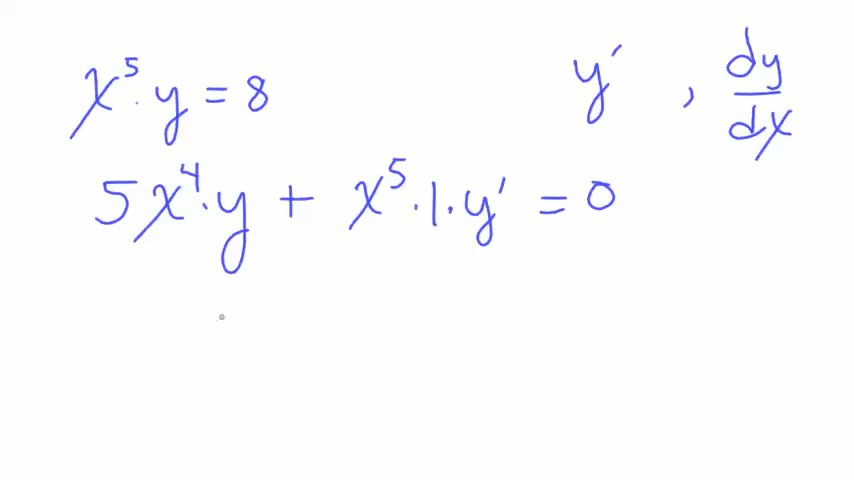 x⁵·y = 8
y′ , dy/dx
5x⁴·y + x⁵·1·y′ = 0